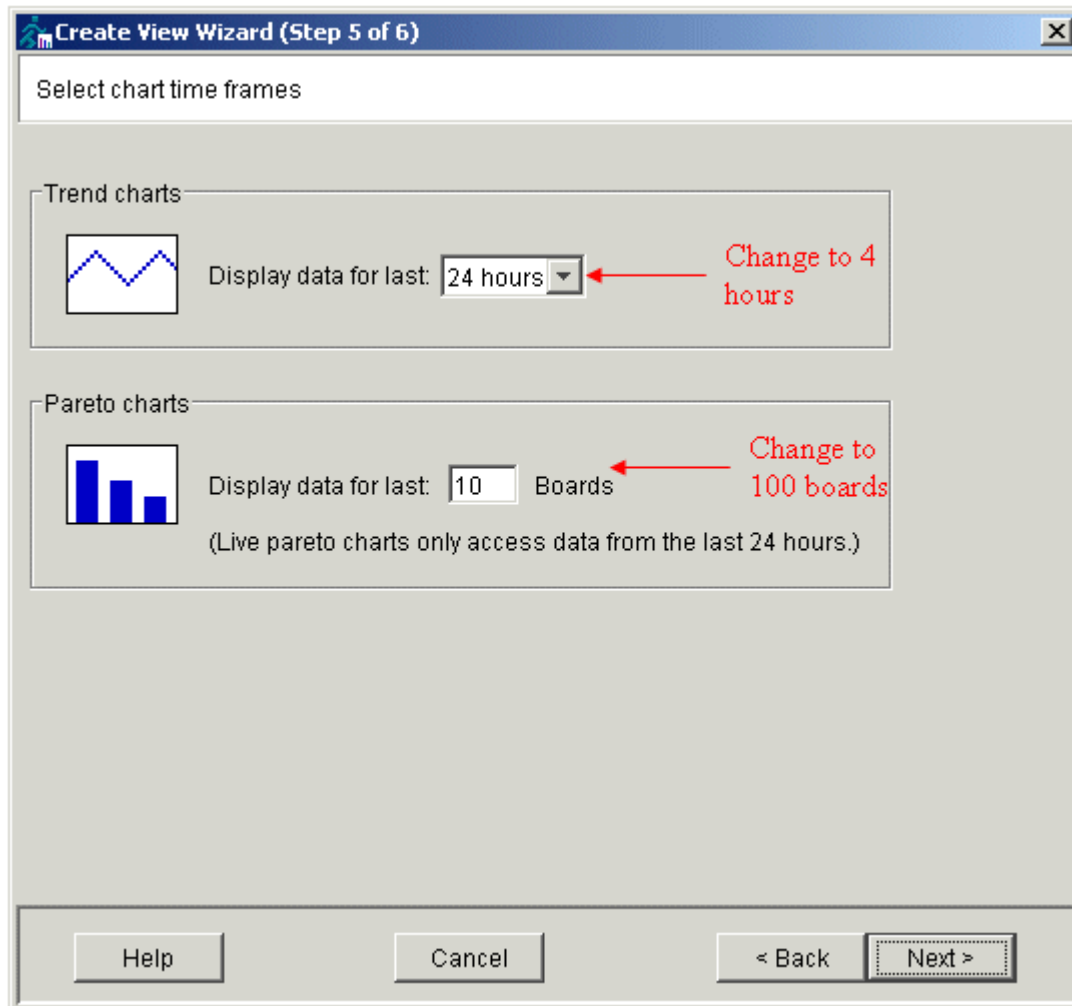 Create View Wizard (Step 5 of 6)
Select chart time frames
Trend charts
Display data for last: 24 hours
Change to 4
hours
Pareto charts
Display data for last: 10 Boards
Change to
100 boards
(Live pareto charts only access data from the last 24 hours.)
Help
Cancel
< Back
Next >